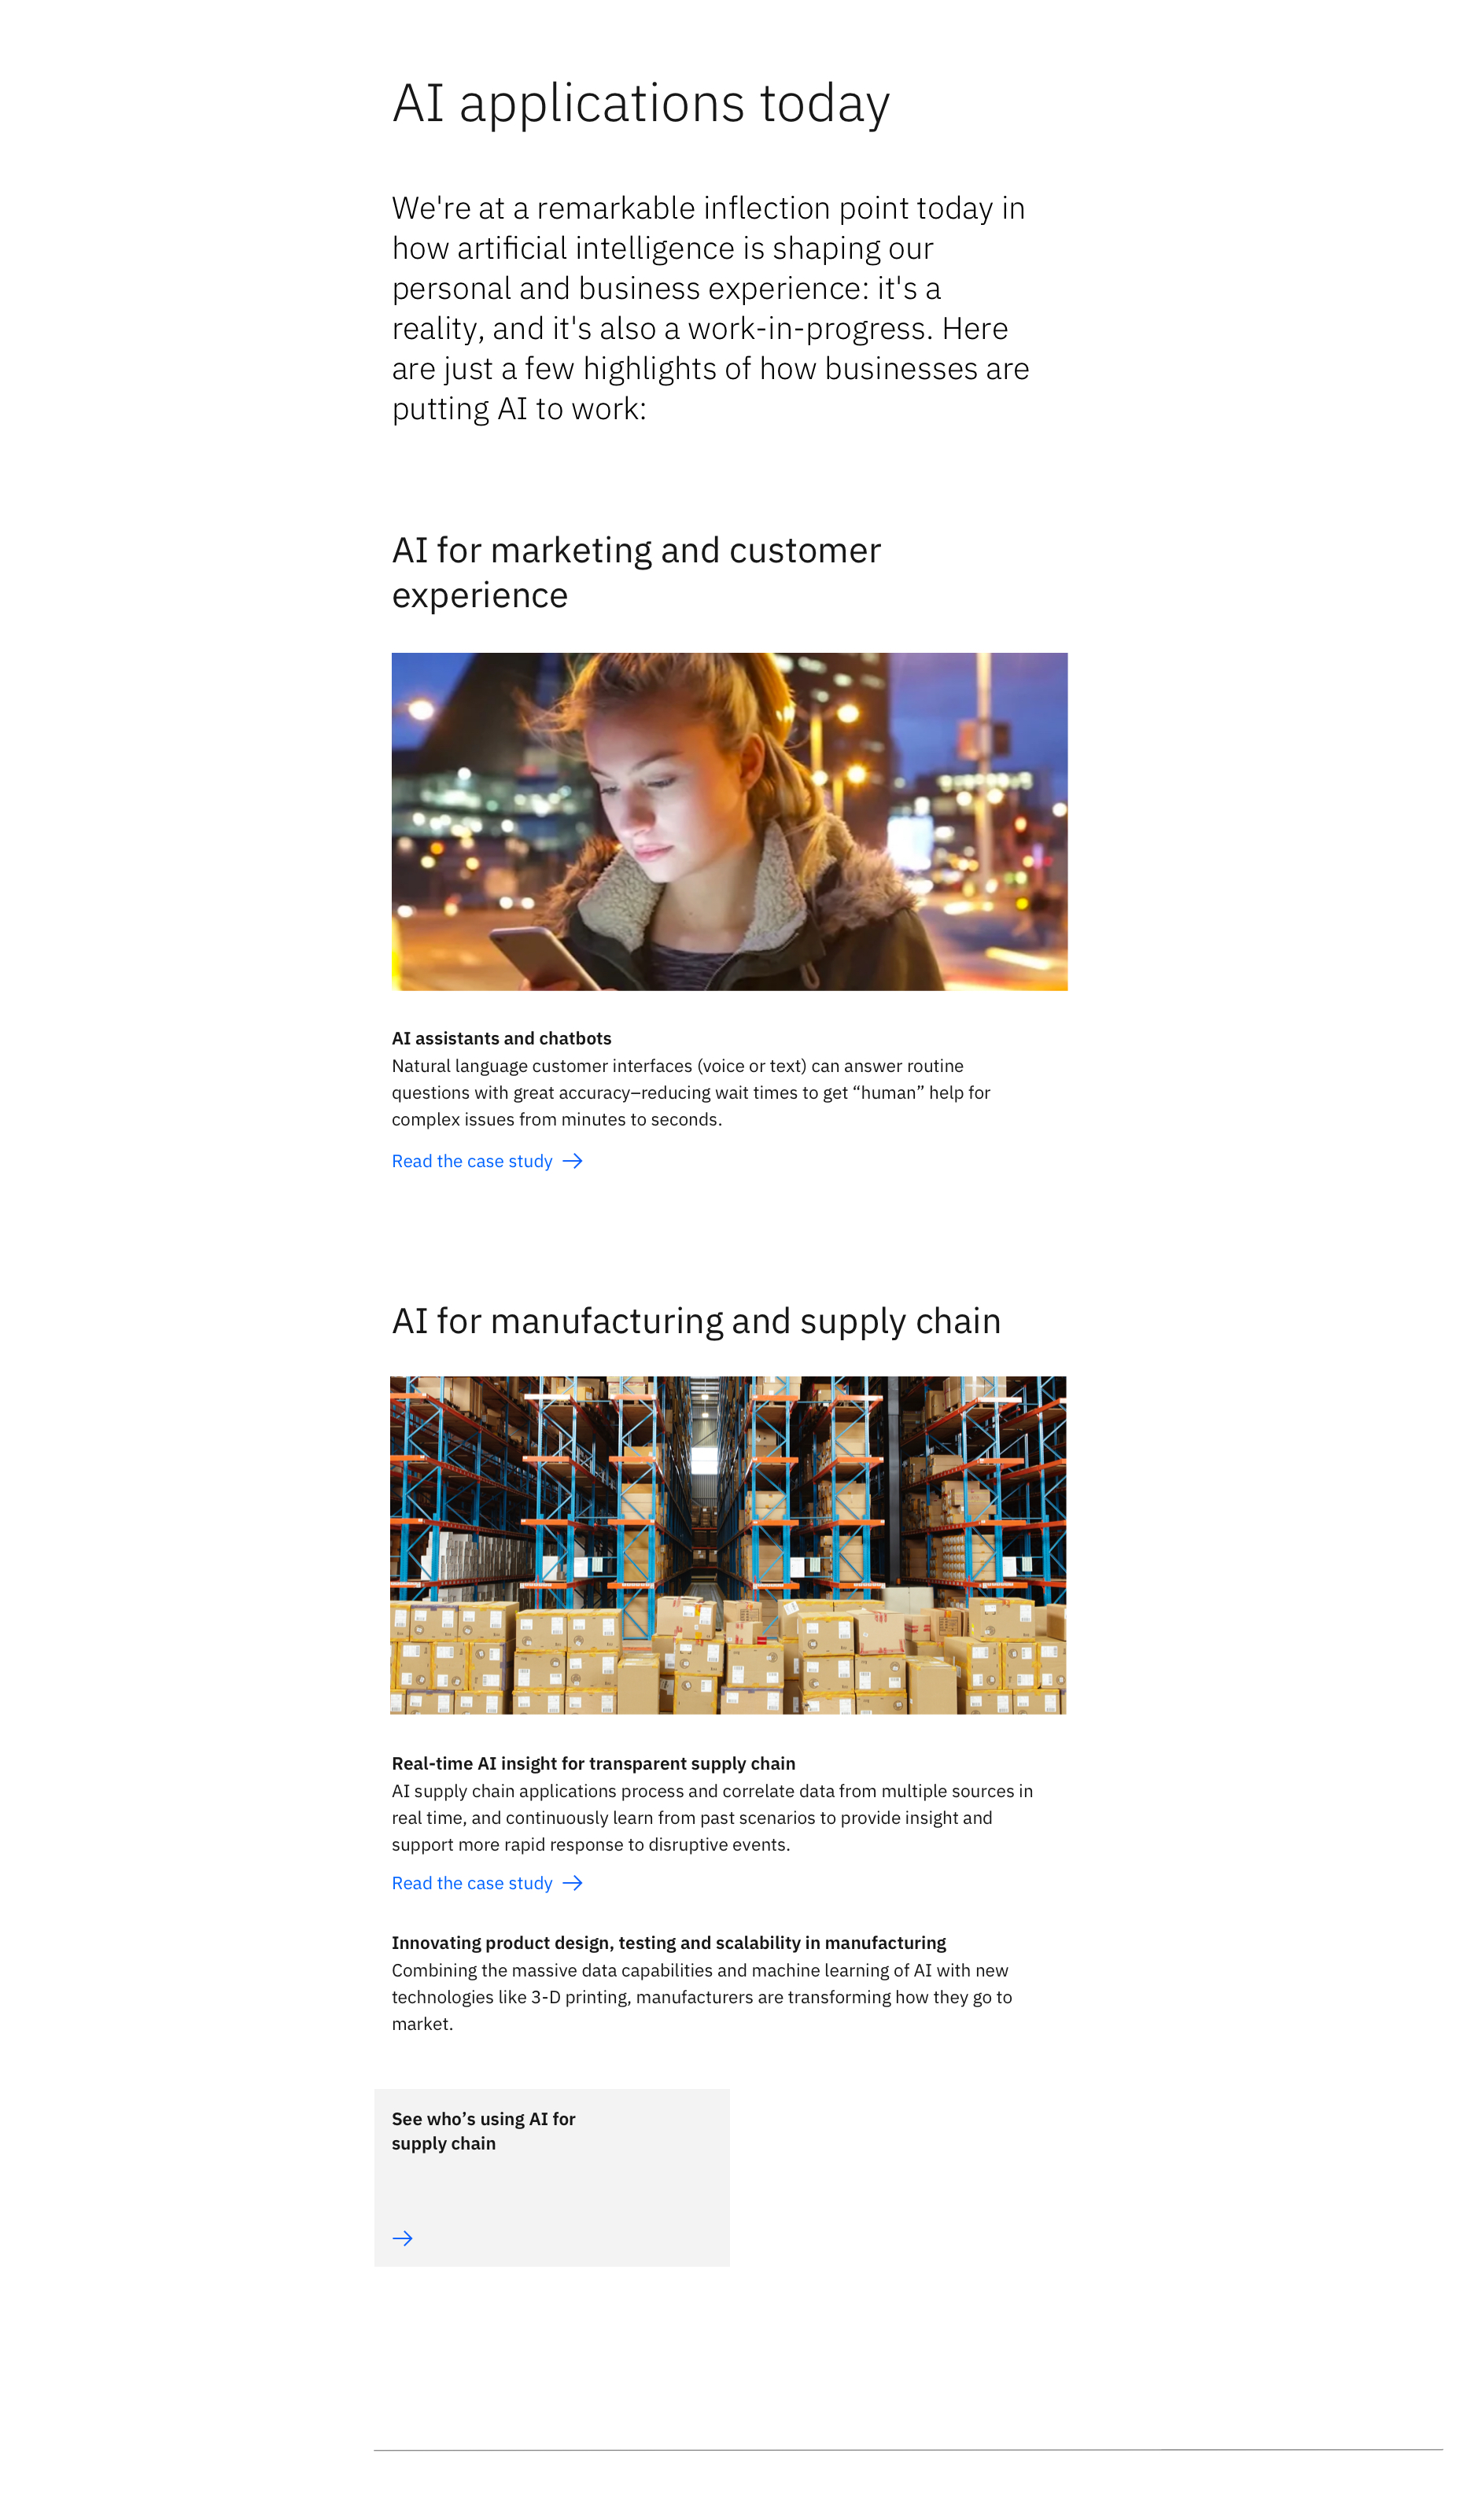 AI applications today
We're at a remarkable inflection point today in
how artificial intelligence is shaping our
personal and business experience: it's a
reality, and it's also a work-in-progress. Here
are just a few highlights of how businesses are
putting AI to work:
AI for marketing and customer
experience
AI assistants and chatbots
Natural language customer interfaces (voice or text) can answer routine
questions with great accuracy–reducing wait times to get “human” help for
complex issues from minutes to seconds.
Read the case study
AI for manufacturing and supply chain
Real-time AI insight for transparent supply chain
AI supply chain applications process and correlate data from multiple sources in
real time, and continuously learn from past scenarios to provide insight and
support more rapid response to disruptive events.
Read the case study
Innovating product design, testing and scalability in manufacturing
Combining the massive data capabilities and machine learning of AI with new
technologies like 3-D printing, manufacturers are transforming how they go to
market.
See who’s using AI for
supply chain